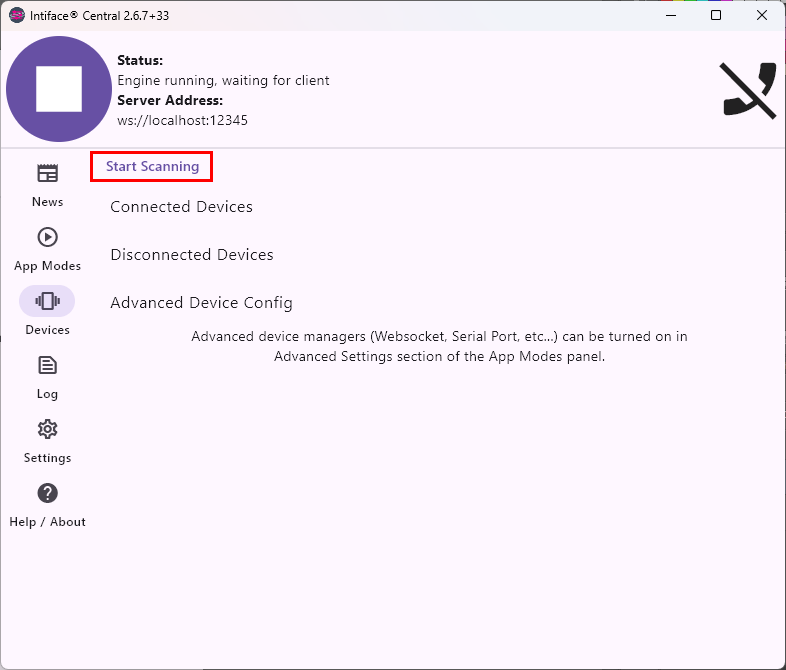 Intiface® Central 2.6.7+33
Status:
Engine running, waiting for client
Server Address:
ws://localhost:12345
Start Scanning
News
Connected Devices
App Modes
Disconnected Devices
Devices
Advanced Device Config
Advanced device managers (Websocket, Serial Port, etc...) can be turned on in
Advanced Settings section of the App Modes panel.
Log
Settings
Help / About